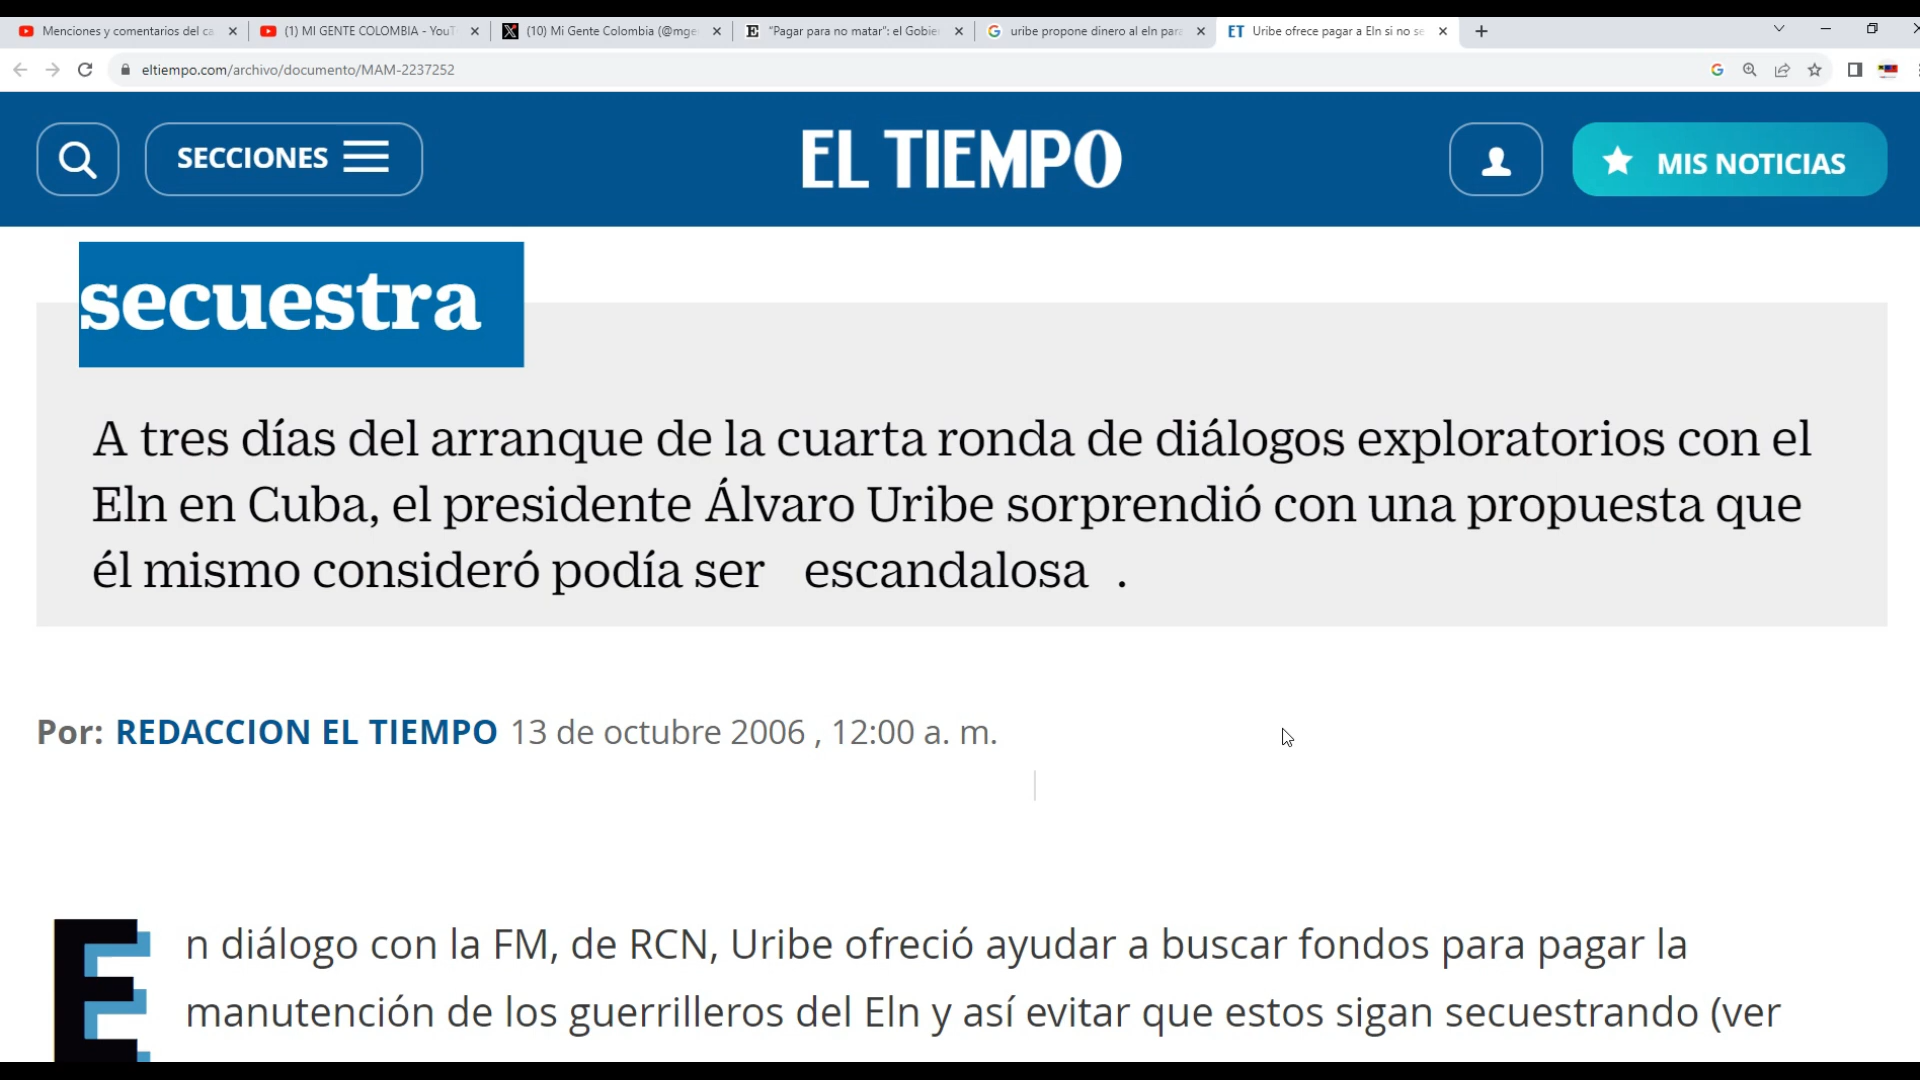 Menciones y comentarios del ca
(1) MI GENTE COLOMBIA - YouT
(10) Mi Gente Colombia (@mge
"Pagar para no matar": el Gobie
uribe propone dinero al eln para
Uribe ofrece pagar a Eln si no se
eltiempo.com/archivo/documento/MAM-2237252
SECCIONES
EL TIEMPO
MIS NOTICIAS
secuestra
A tres días del arranque de la cuarta ronda de diálogos exploratorios con el
Eln en Cuba, el presidente Álvaro Uribe sorprendió con una propuesta que
él mismo consideró podía ser escandalosa .
Por: REDACCION EL TIEMPO 13 de octubre 2006 , 12:00 a. m.
En diálogo con la FM, de RCN, Uribe ofreció ayudar a buscar fondos para pagar la
manutención de los guerrilleros del Eln y así evitar que estos sigan secuestrando (ver